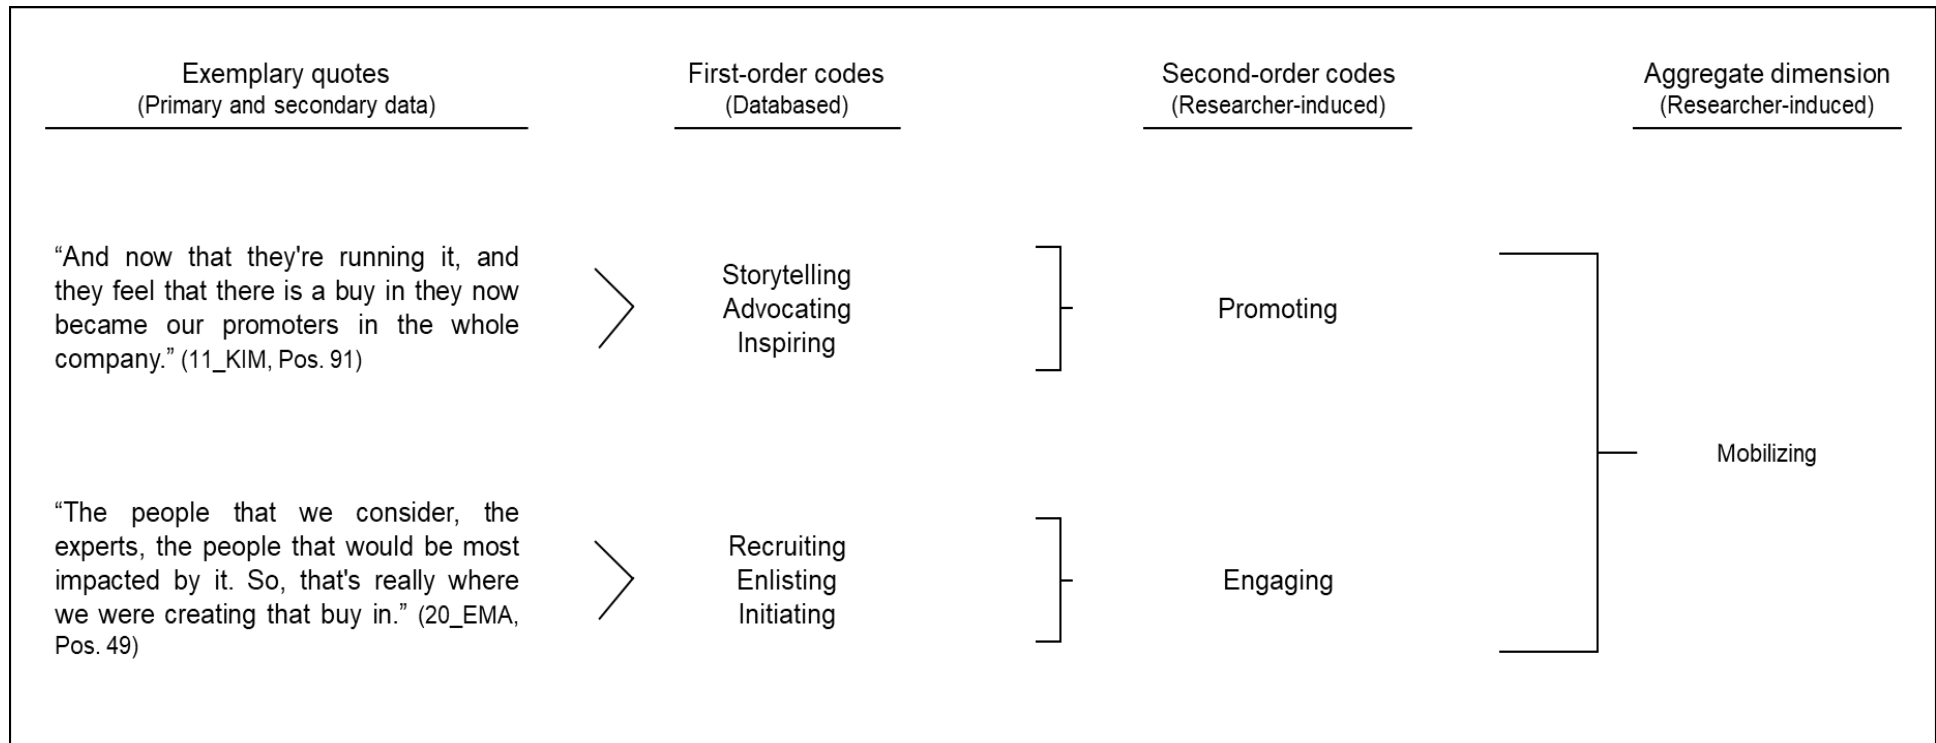 Exemplary quotes
(Primary and secondary data)
First-order codes
(Databased)
Second-order codes
(Researcher-induced)
Aggregate dimension
(Researcher-induced)
“And now that they're running it, and
they feel that there is a buy in they now
became our promoters in the whole
company.” (11_KIM, Pos. 91)
Storytelling
Advocating
Inspiring
Promoting
Mobilizing
“The people that we consider, the
experts, the people that would be most
impacted by it. So, that's really where
we were creating that buy in.” (20_EMA,
Pos. 49)
Recruiting
Enlisting
Initiating
Engaging